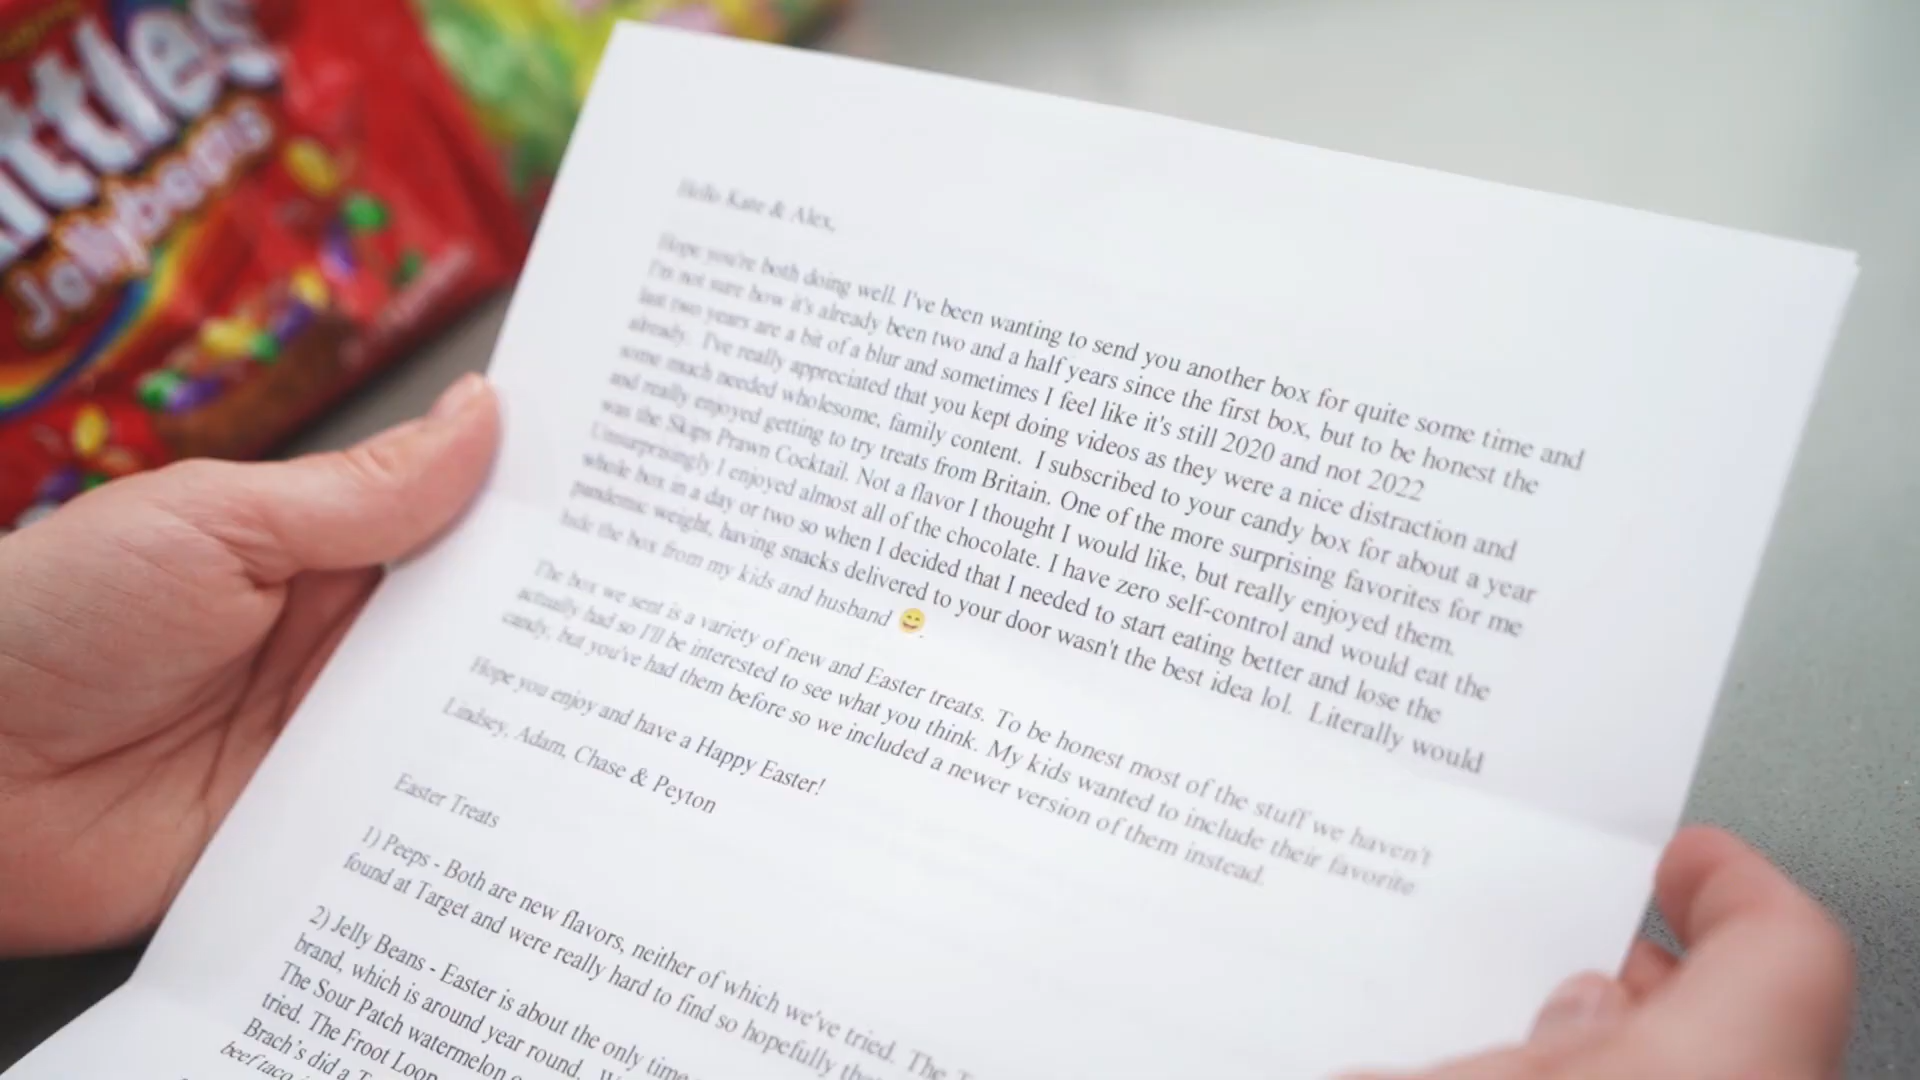 ittles
Jellybeans
Hello Kate & Alex,
Hope you're both doing well. I've been wanting to send you another box for quite some time and
I'm not sure how it's already been two and a half years since the first box, but to be honest the
last two years are a bit of a blur and sometimes I feel like it's still 2020 and not 2022
already. I've really appreciated that you kept doing videos as they were a nice distraction and
some much needed wholesome, family content. I subscribed to your candy box for about a year
and really enjoyed getting to try treats from Britain. One of the more surprising favorites for me
was the Skips Prawn Cocktail. Not a flavor I thought I would like, but really enjoyed them.
Unsurprisingly I enjoyed almost all of the chocolate. I have zero self-control and would eat the
whole box in a day or two so when I decided that I needed to start eating better and lose the
pandemic weight, having snacks delivered to your door wasn't the best idea lol. Literally would
hide the box from my kids and husband 😄.
The box we sent is a variety of new and Easter treats. To be honest most of the stuff we haven't
actually had so I'll be interested to see what you think. My kids wanted to include their favorite
candy, but you've had them before so we included a newer version of them instead.
Hope you enjoy and have a Happy Easter!
Lindsey, Adam, Chase & Peyton
Easter Treats
1) Peeps - Both are new flavors, neither of which we've tried. The
found at Target and were really hard to find so hopefully
2) Jelly Beans - Easter is about the only time
brand, which is around year round.
The Sour Patch watermelon
tried. The Froot Loop
Brach's did a
beef taco